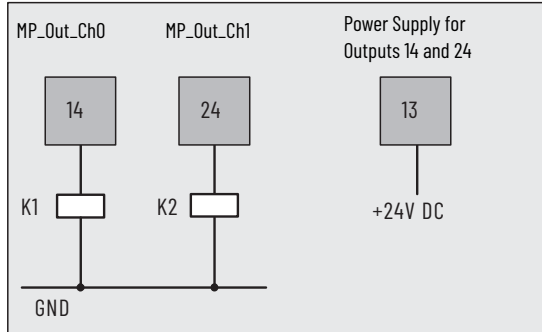 MP_Out_Ch0
MP_Out_Ch1
Power Supply for
Outputs 14 and 24
14
24
13
K1
K2
+24V DC
GND